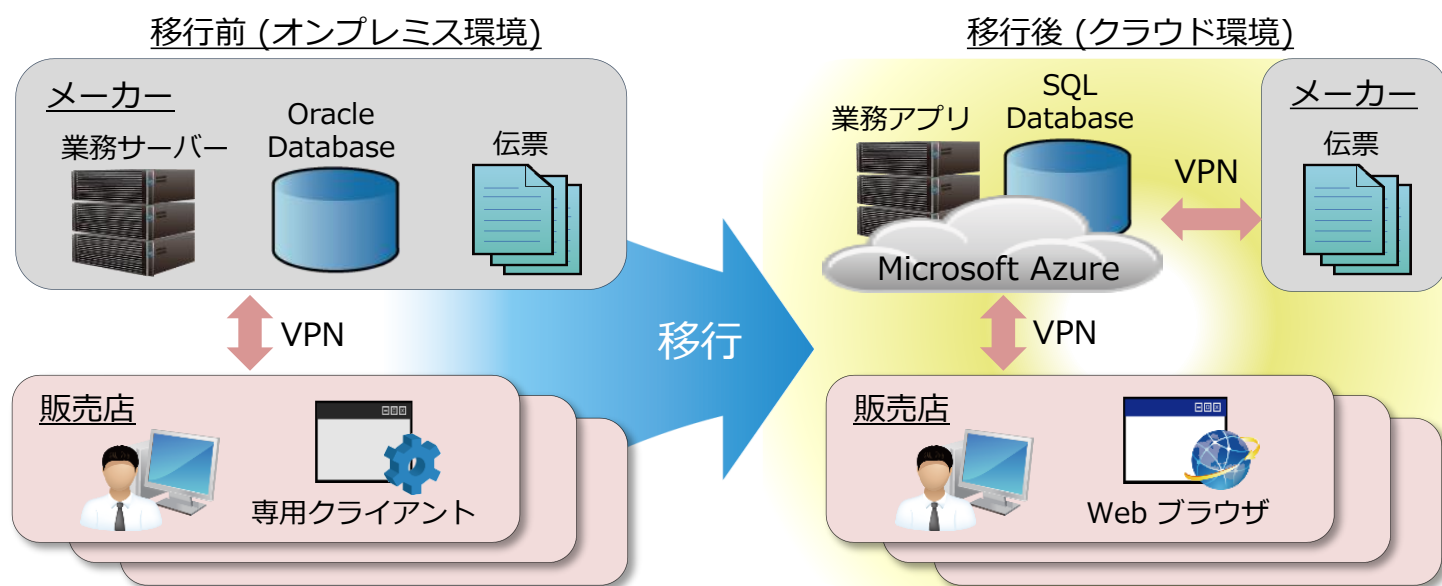 移行前 (オンプレミス環境)
メーカー
業務サーバー
Oracle
Database
伝票
VPN
販売店
専用クライアント
移行
移行後 (クラウド環境)
業務アプリ
SQL
Database
Microsoft Azure
VPN
メーカー
伝票
VPN
販売店
Web ブラウザ